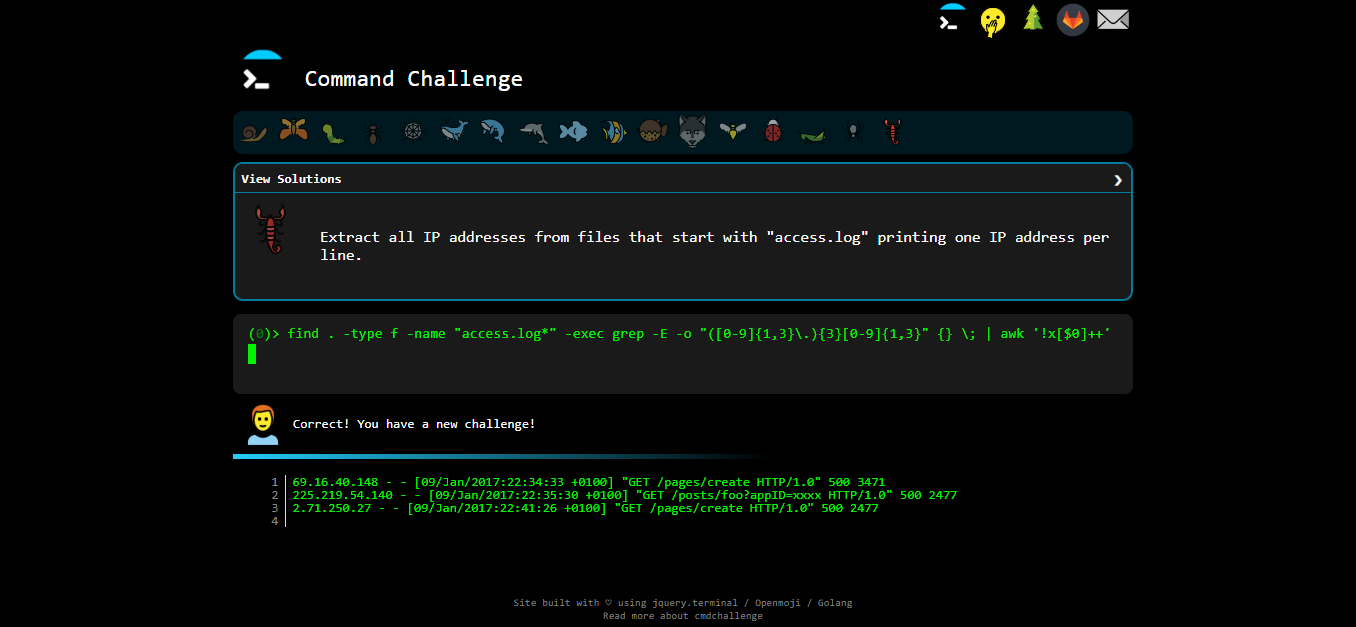 Command Challenge
View Solutions
Extract all IP addresses from files that start with "access.log" printing one IP address per
line.
(0)> find . -type f -name "access.log*" -exec grep -E -o "([0-9]{1,3}\.){3}[0-9]{1,3}" {} \; | awk '!x[$0]++'
Correct! You have a new challenge!
1 69.16.40.148 - - [09/Jan/2017:22:34:33 +0100] "GET /pages/create HTTP/1.0" 500 3471
2 225.219.54.140 - - [09/Jan/2017:22:35:30 +0100] "GET /posts/foo?appID=xxxx HTTP/1.0" 500 2477
3 2.71.250.27 - - [09/Jan/2017:22:41:26 +0100] "GET /pages/create HTTP/1.0" 500 2477
4
Site built with ♡ using jquery.terminal / Openmoji / Golang
Read more about cmdchallenge